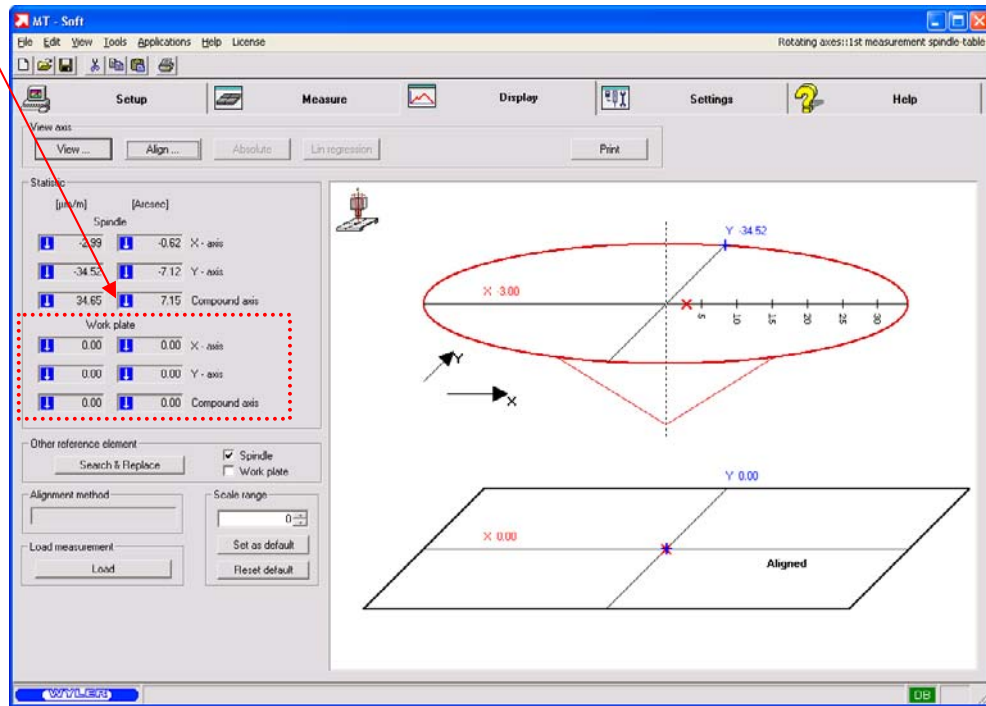 MT - Soft
File Edit View Tools Applications Help License
Rotating axes::1st measurement spindle-table
Setup Measure Display Settings Help
View axis
View ... Align ... Absolute Lin regression Print
Statistic
[µm/m] [Arcsec]
Spindle
-2.99 -0.62 X - axis
-34.52 -7.12 Y - axis
34.65 7.15 Compound axis
Work plate
0.00 0.00 X - axis
0.00 0.00 Y - axis
0.00 0.00 Compound axis
Other reference element
Search & Replace
Spindle
Work plate
Alignment method
Scale range
0
Set as default
Reset default
Load measurement
Load
Y -34.52
X -3.00
5 10 15 20 25 30
Y
X
Y 0.00
X 0.00
Aligned
WYLER
DB